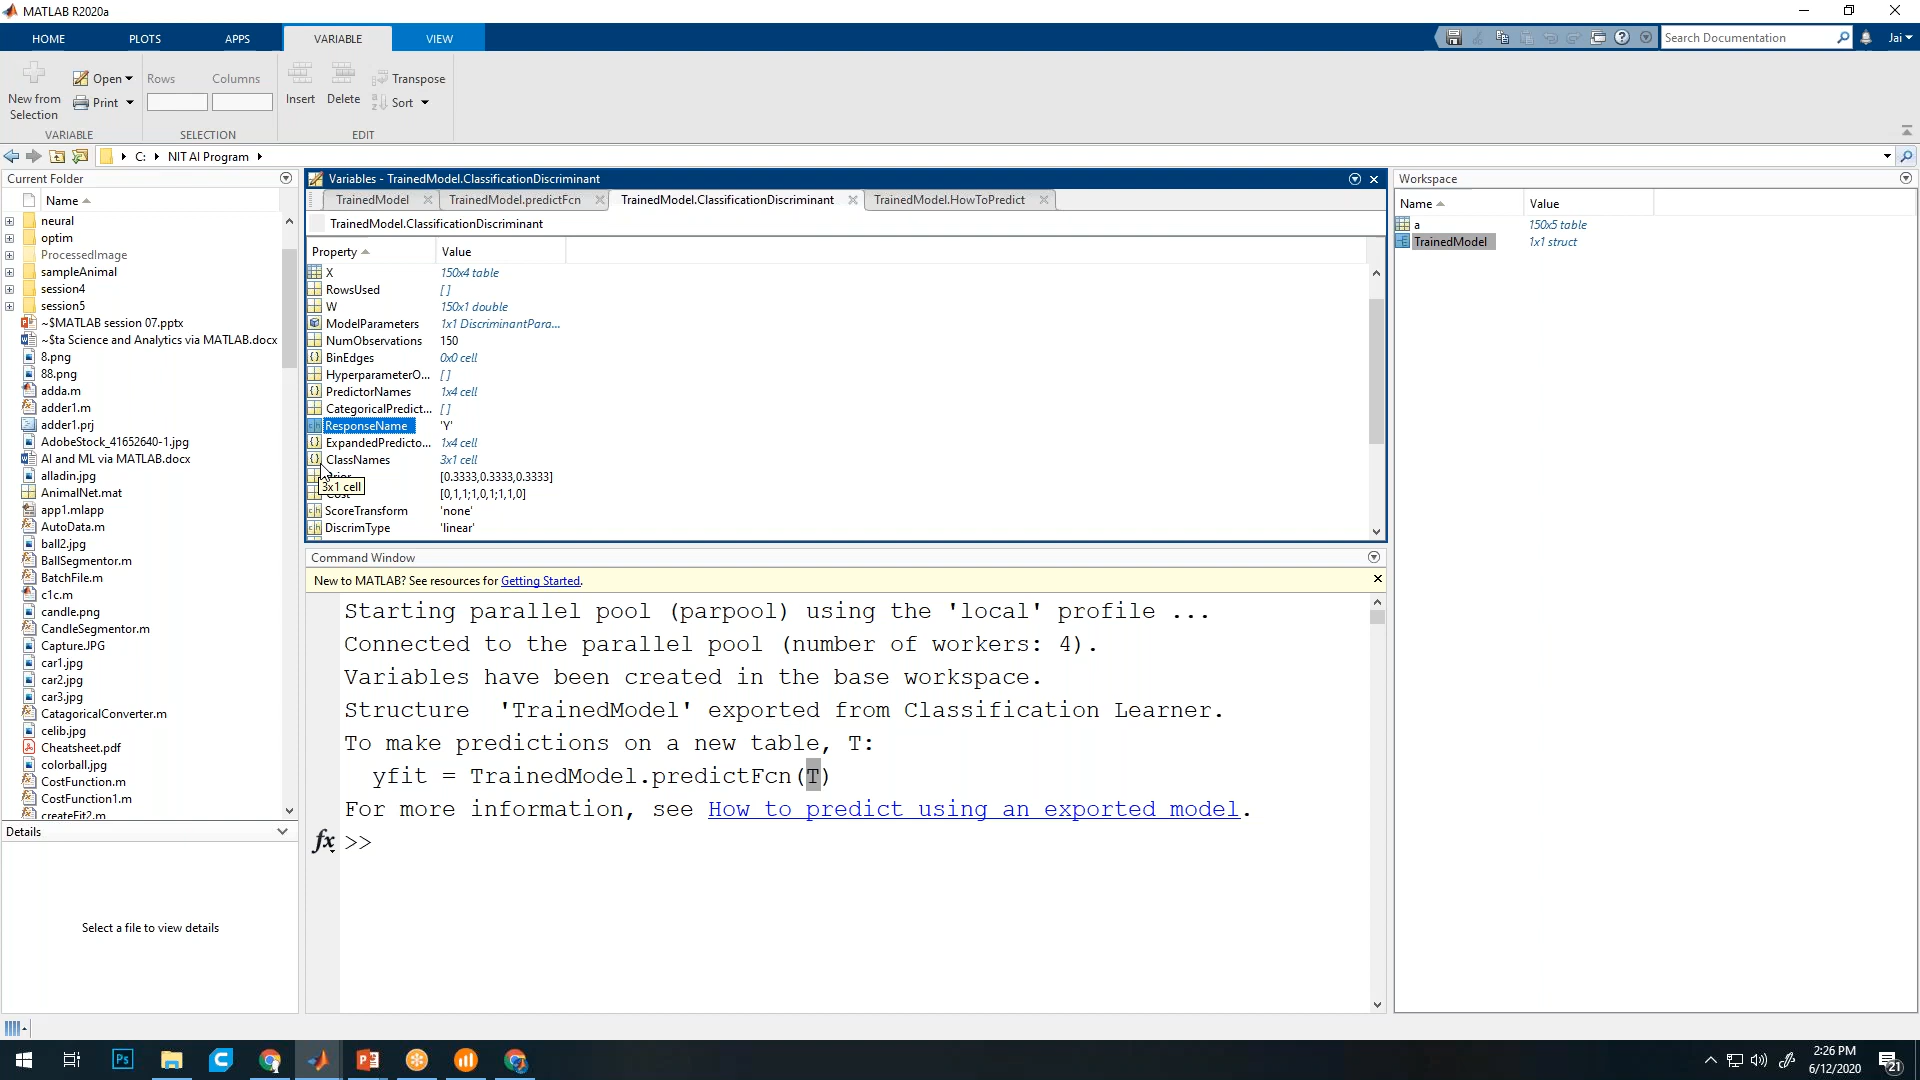 MATLAB R2020a
HOME
PLOTS
APPS
VARIABLE
VIEW
Search Documentation
Jai
New from
Selection
Open
Print
Rows
Columns
Insert
Delete
Transpose
Sort
VARIABLE
SELECTION
EDIT
C:
NIT AI Program
Current Folder
Name
neural
optim
ProcessedImage
sampleAnimal
session4
session5
~$MATLAB session 07.pptx
~$ta Science and Analytics via MATLAB.docx
8.png
88.png
adda.m
adder1.m
adder1.prj
AdobeStock_41652640-1.jpg
AI and ML via MATLAB.docx
alladin.jpg
AnimalNet.mat
app1.mlapp
AutoData.m
ball2.jpg
BallSegmentor.m
BatchFile.m
c1c.m
candle.png
CandleSegmentor.m
Capture.JPG
car1.jpg
car2.jpg
car3.jpg
CatagoricalConverter.m
celib.jpg
Cheatsheet.pdf
colorball.jpg
CostFunction.m
CostFunction1.m
createFit2.m
Details
Select a file to view details
Variables - TrainedModel.ClassificationDiscriminant
TrainedModel
TrainedModel.predictFcn
TrainedModel.ClassificationDiscriminant
TrainedModel.HowToPredict
TrainedModel.ClassificationDiscriminant
Property Value
X 150x4 table
RowsUsed []
W 150x1 double
ModelParameters 1x1 DiscriminantPara...
NumObservations 150
BinEdges 0x0 cell
HyperparameterO... []
PredictorNames 1x4 cell
CategoricalPredict... []
ResponseName 'Y'
ExpandedPredicto... 1x4 cell
ClassNames 3x1 cell
Prior [0.3333,0.3333,0.3333]
3x1 cell
Cost [0,1,1;1,0,1;1,1,0]
ScoreTransform 'none'
DiscrimType 'linear'
Command Window
New to MATLAB? See resources for Getting Started.
Starting parallel pool (parpool) using the 'local' profile ...
Connected to the parallel pool (number of workers: 4).
Variables have been created in the base workspace.
Structure 'TrainedModel' exported from Classification Learner.
To make predictions on a new table, T:
yfit = TrainedModel.predictFcn(T)
For more information, see How to predict using an exported model.
fx >>
Workspace
Name Value
a 150x5 table
TrainedModel 1x1 struct
Ps
2:26 PM
6/12/2020
21